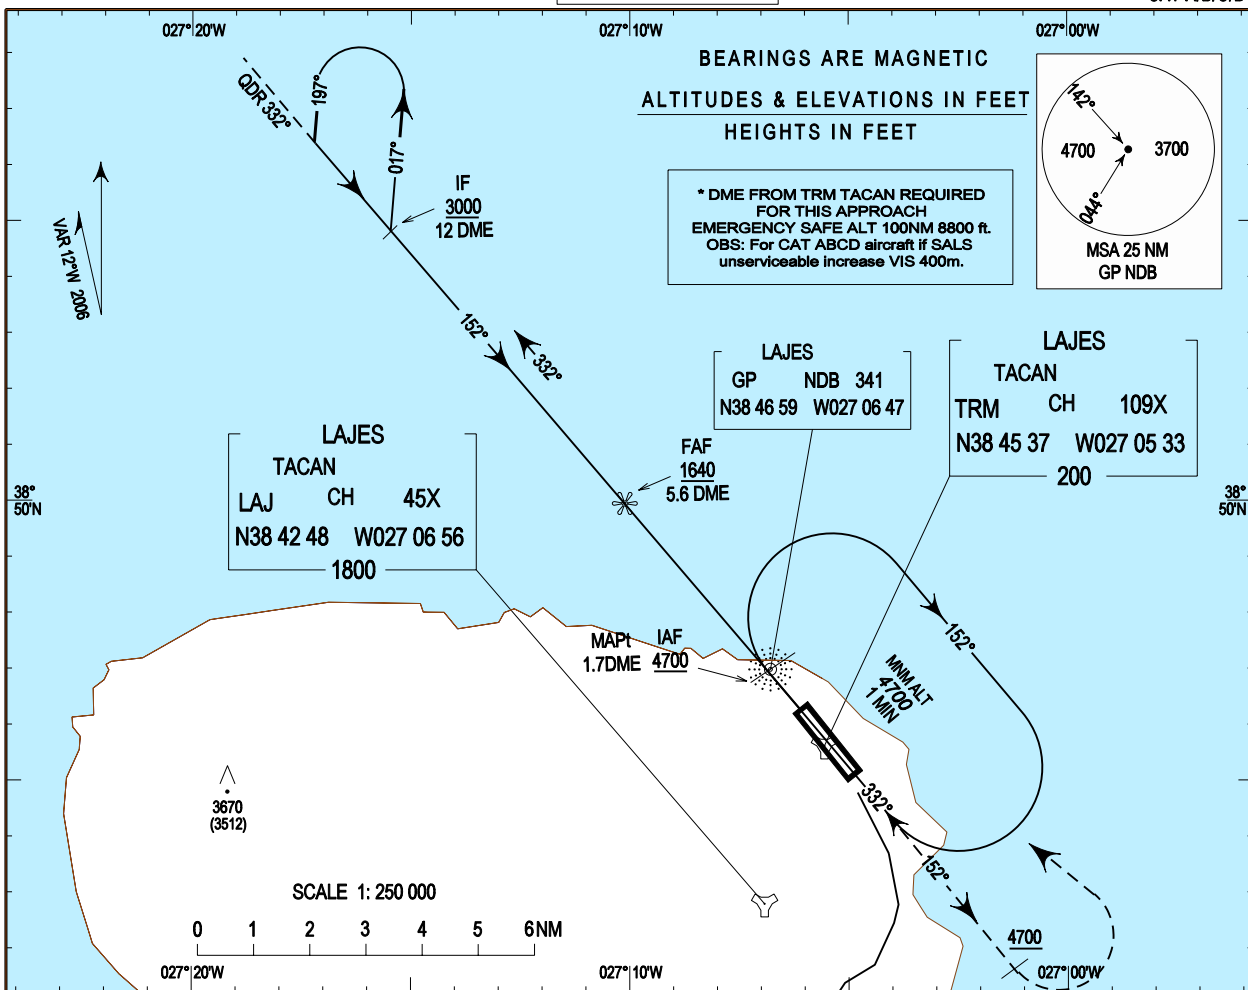 027° 20'W
027° 10'W
027° 00'W
BEARINGS ARE MAGNETIC
ALTITUDES & ELEVATIONS IN FEET
HEIGHTS IN FEET
* DME FROM TRM TACAN REQUIRED
FOR THIS APPROACH
EMERGENCY SAFE ALT 100NM 8800 ft.
OBS: For CAT ABCD aircraft if SALS
unserviceable increase VIS 400m.
142°
4700
3700
044°
MSA 25 NM
GP NDB
QDR 332°
197°
017°
IF
3000
12 DME
VAR 12°W 2006
152°
332°
LAJES
GP NDB 341
N38 46 59 W027 06 47
LAJES
TACAN
TRM CH 109X
N38 45 37 W027 05 33
200
LAJES
TACAN
LAJ CH 45X
N38 42 48 W027 06 56
1800
FAF
1640
5.6 DME
38°
50'N
38°
50'N
MAPt
1.7DME
IAF
4700
152°
MNM ALT
4700
1 MIN
332°
152°
3670
(3512)
4700
SCALE 1: 250 000
0 1 2 3 4 5 6NM
027° 20'W
027° 10'W
027° 00'W